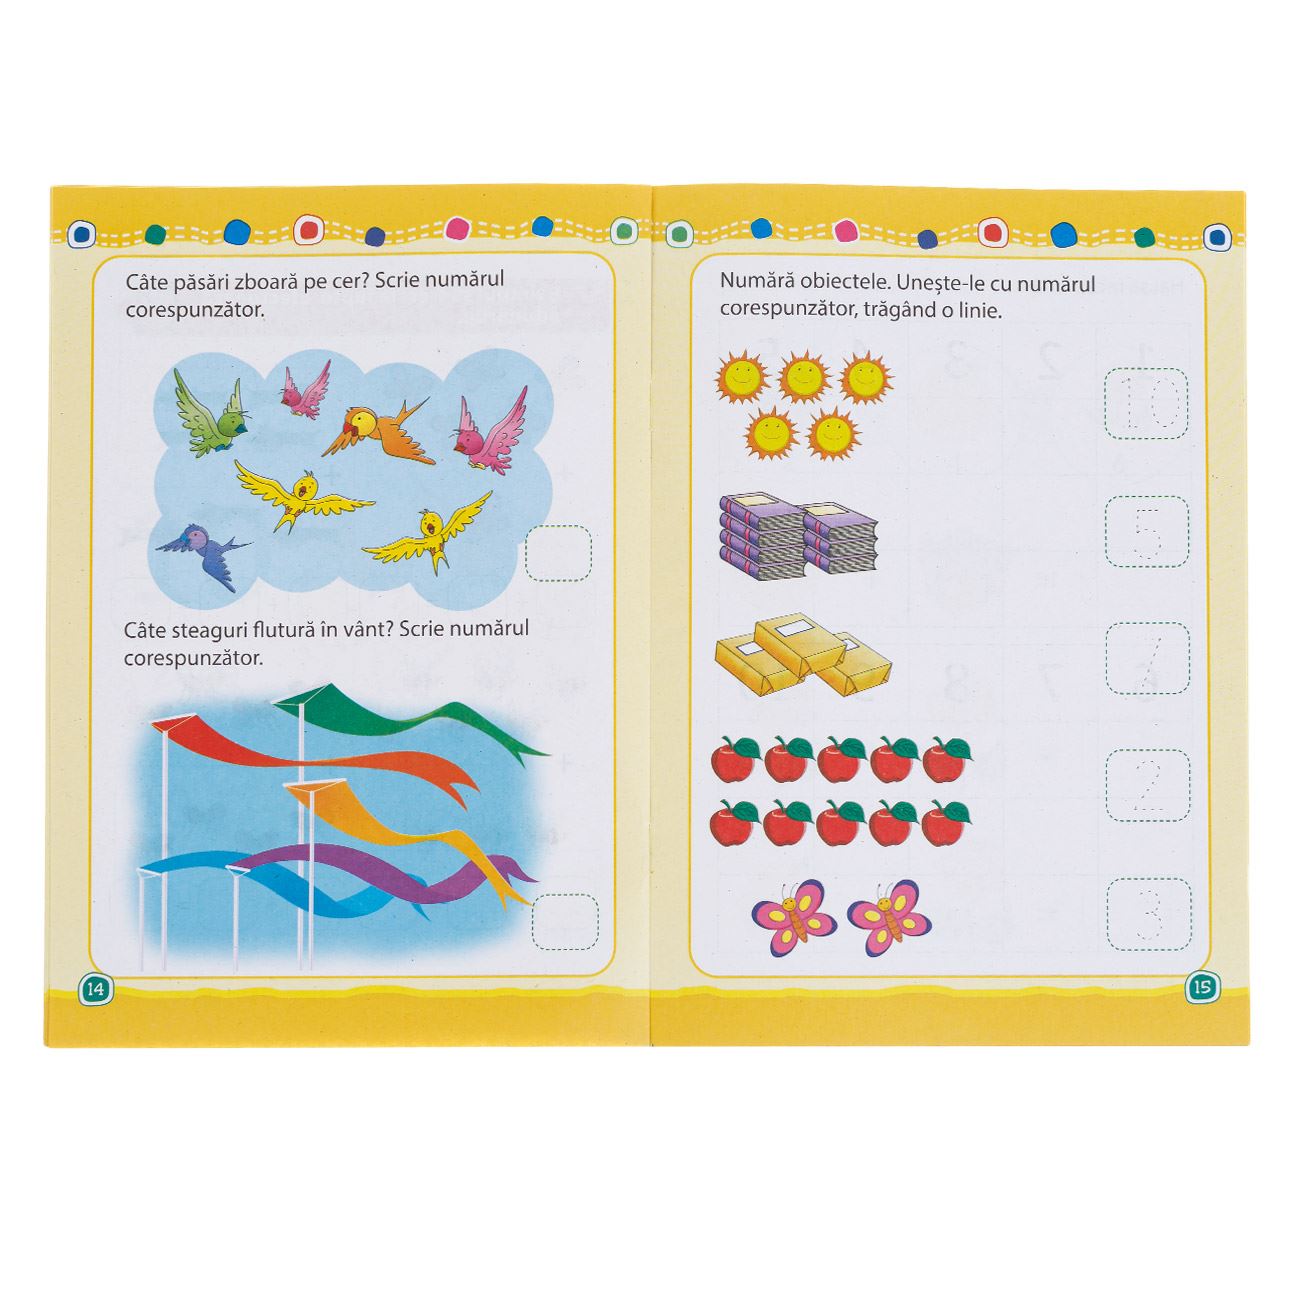 Câte păsări zboară pe cer? Scrie numărul
corespunzător.
Câte steaguri flutură în vânt? Scrie numărul
corespunzător.
14
Numără obiectele. Unește-le cu numărul
corespunzător, trăgând o linie.
10
5
7
2
3
15